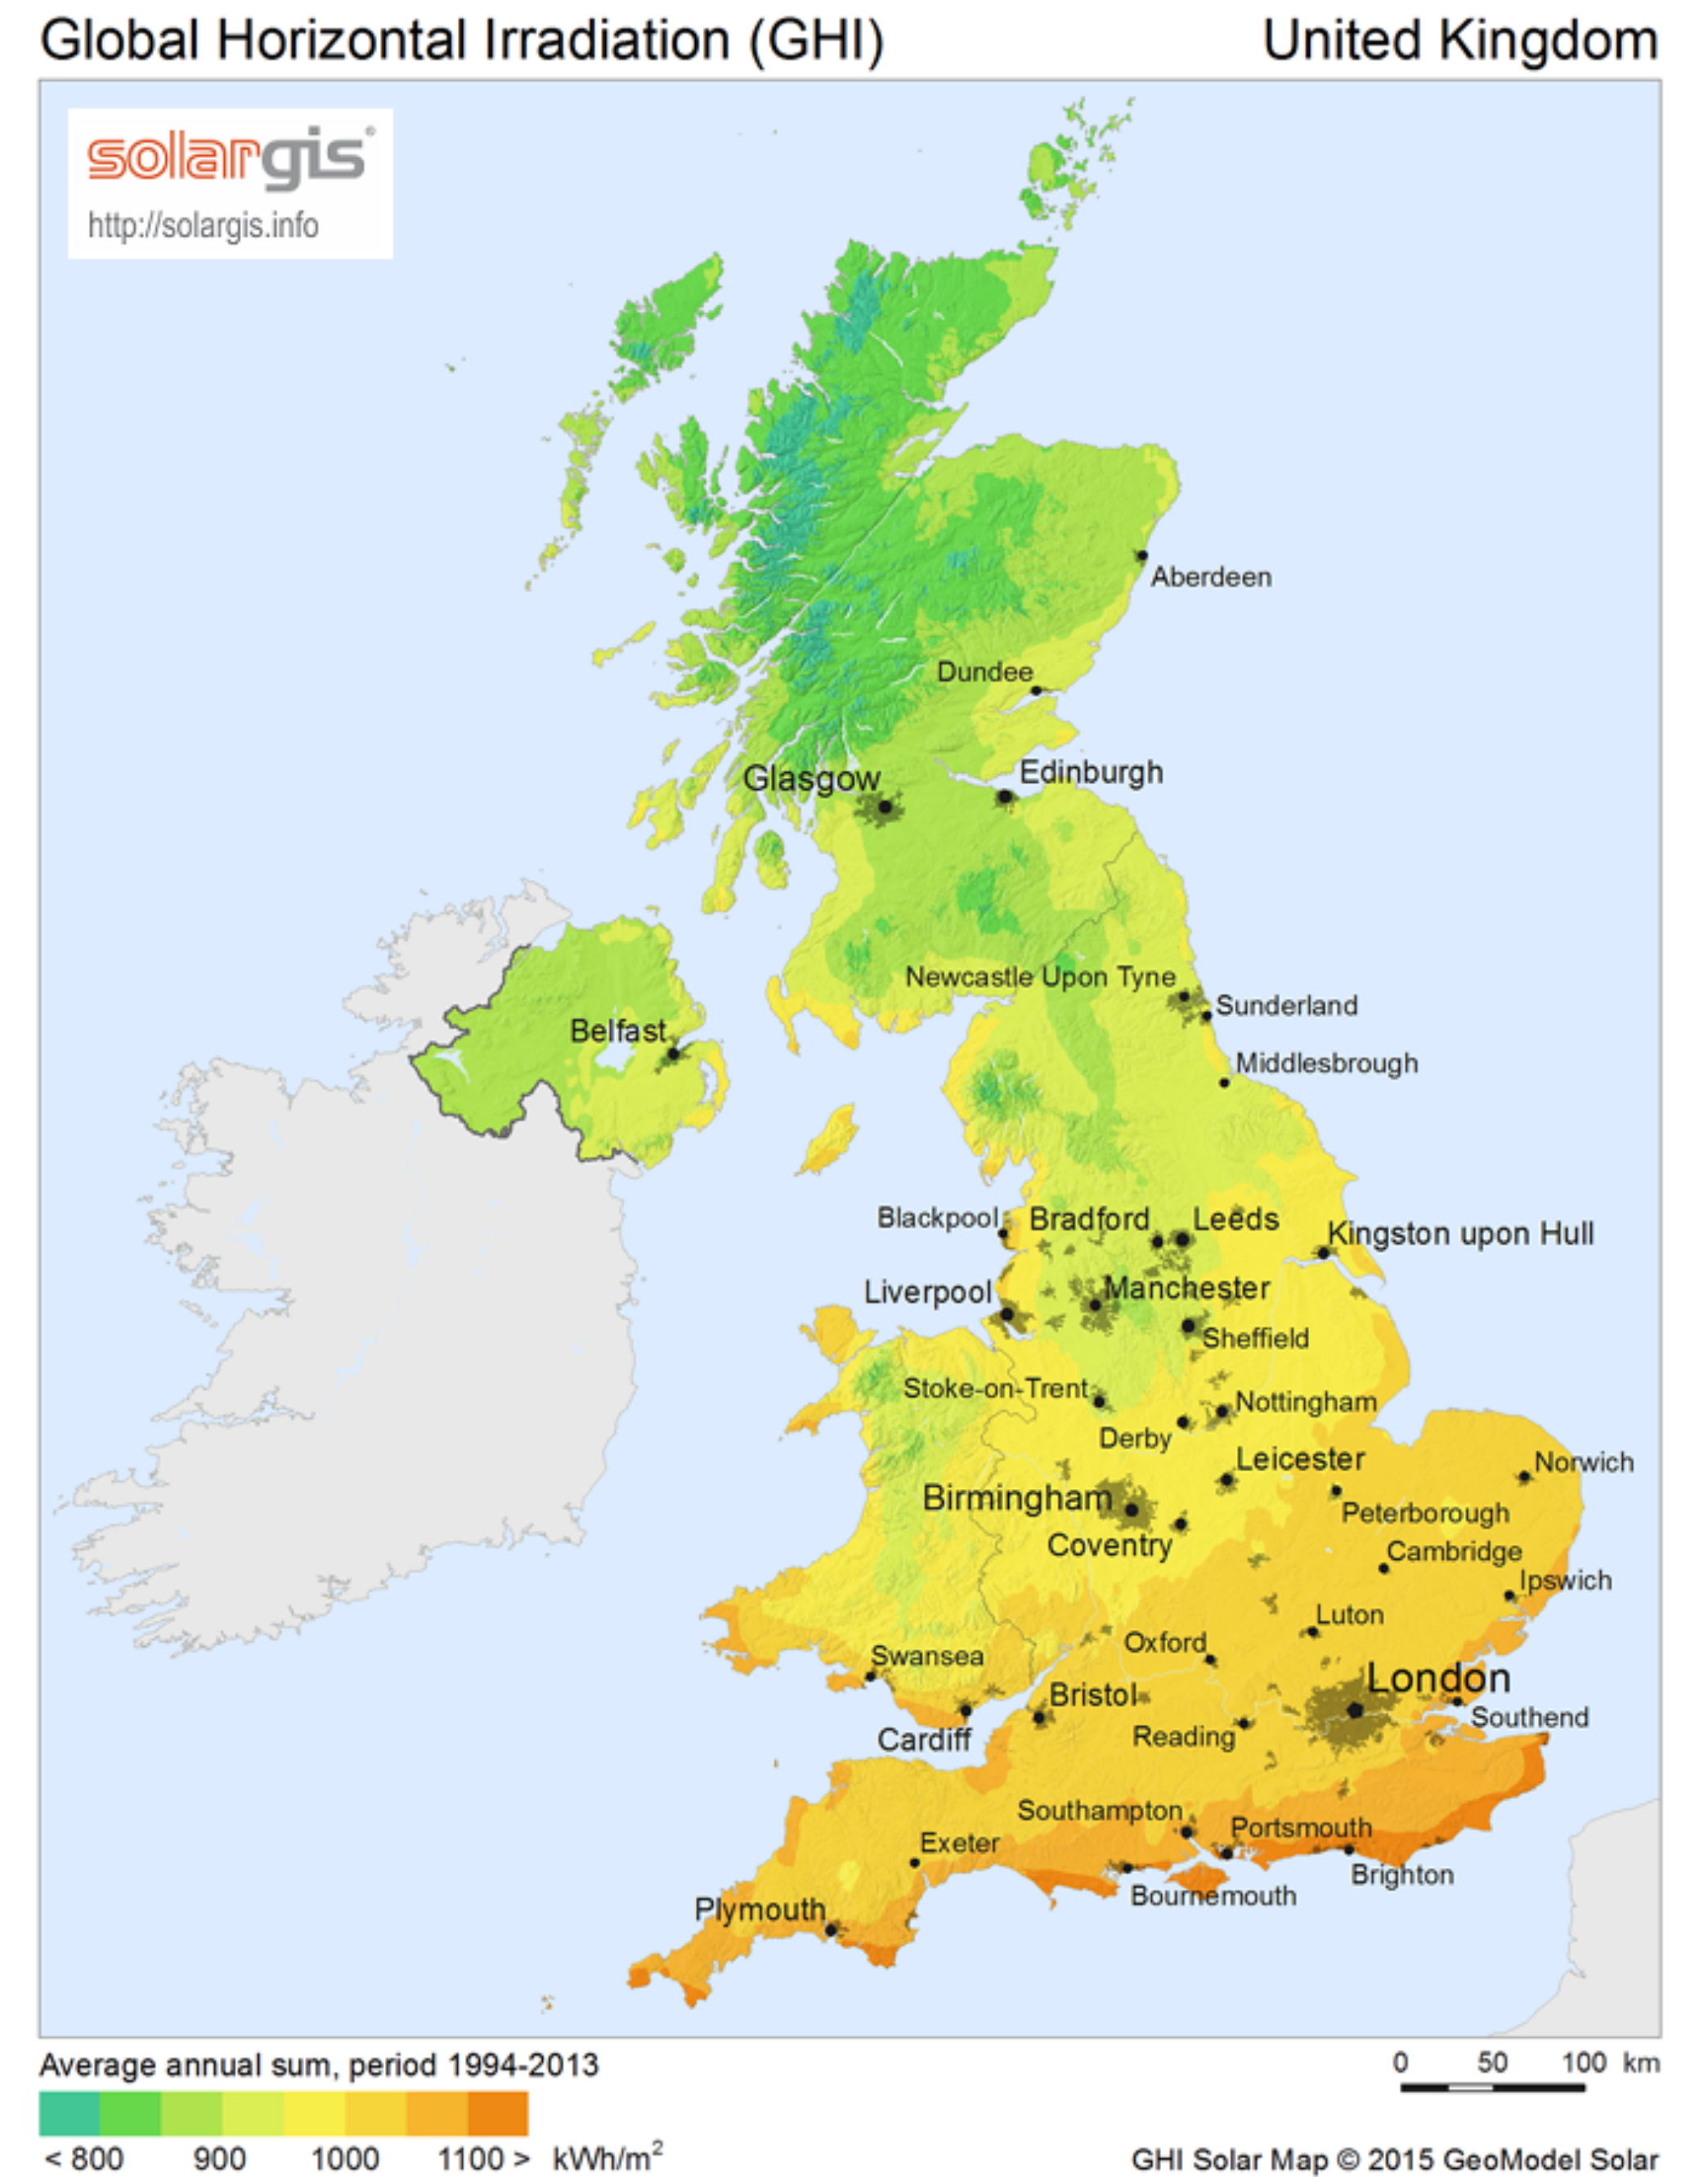 Global Horizontal Irradiation (GHI)
United Kingdom
solargis®
http://solargis.info
Aberdeen
Dundee
Glasgow
Edinburgh
Newcastle Upon Tyne
Sunderland
Belfast
Middlesbrough
Blackpool
Bradford
Leeds
Kingston upon Hull
Liverpool
Manchester
Sheffield
Stoke-on-Trent
Nottingham
Derby
Leicester
Norwich
Birmingham
Peterborough
Coventry
Cambridge
Ipswich
Luton
Oxford
Swansea
London
Bristol
Southend
Cardiff
Reading
Southampton
Portsmouth
Exeter
Brighton
Bournemouth
Plymouth
Average annual sum, period 1994-2013
0 50 100 km
< 800 900 1000 1100 > kWh/m²
GHI Solar Map © 2015 GeoModel Solar